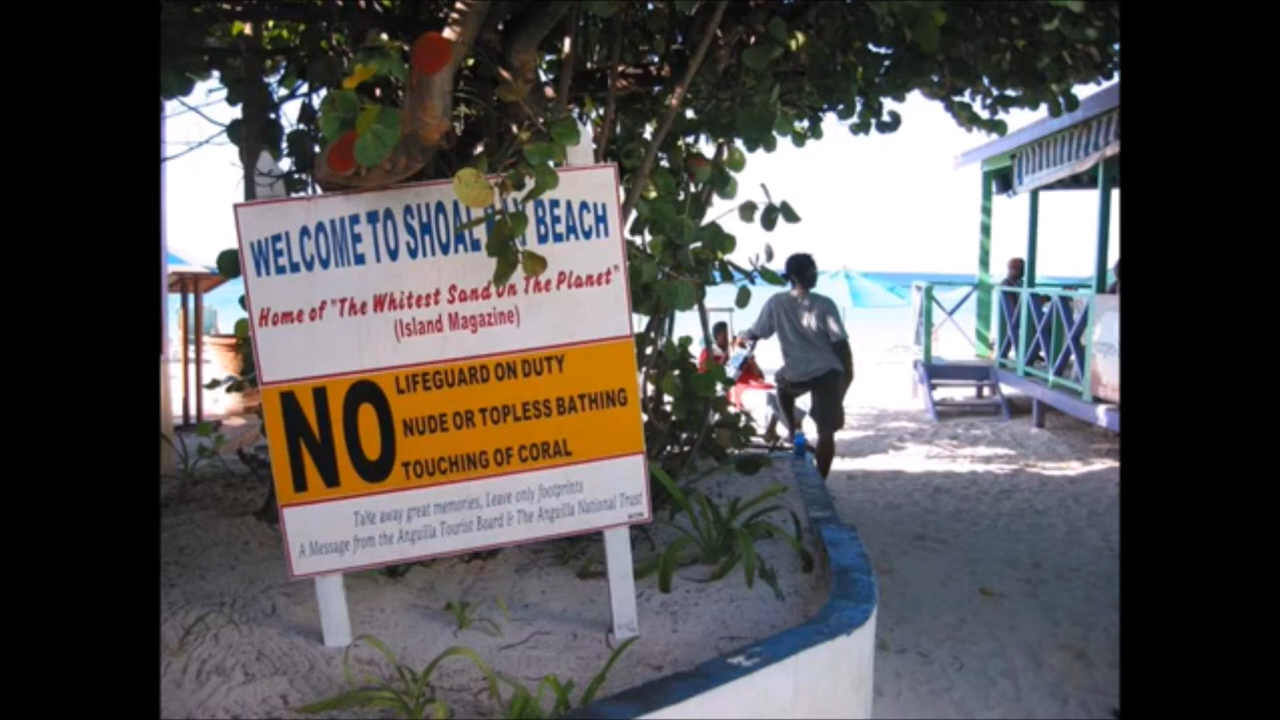 WELCOME TO SHOAL BAY BEACH
Home of "The Whitest Sand On The Planet"
(Island Magazine)
NO
LIFEGUARD ON DUTY
NUDE OR TOPLESS BATHING
TOUCHING OF CORAL
Take away great memories, Leave only footprints
A Message from the Anguilla Tourist Board & The Anguilla National Trust